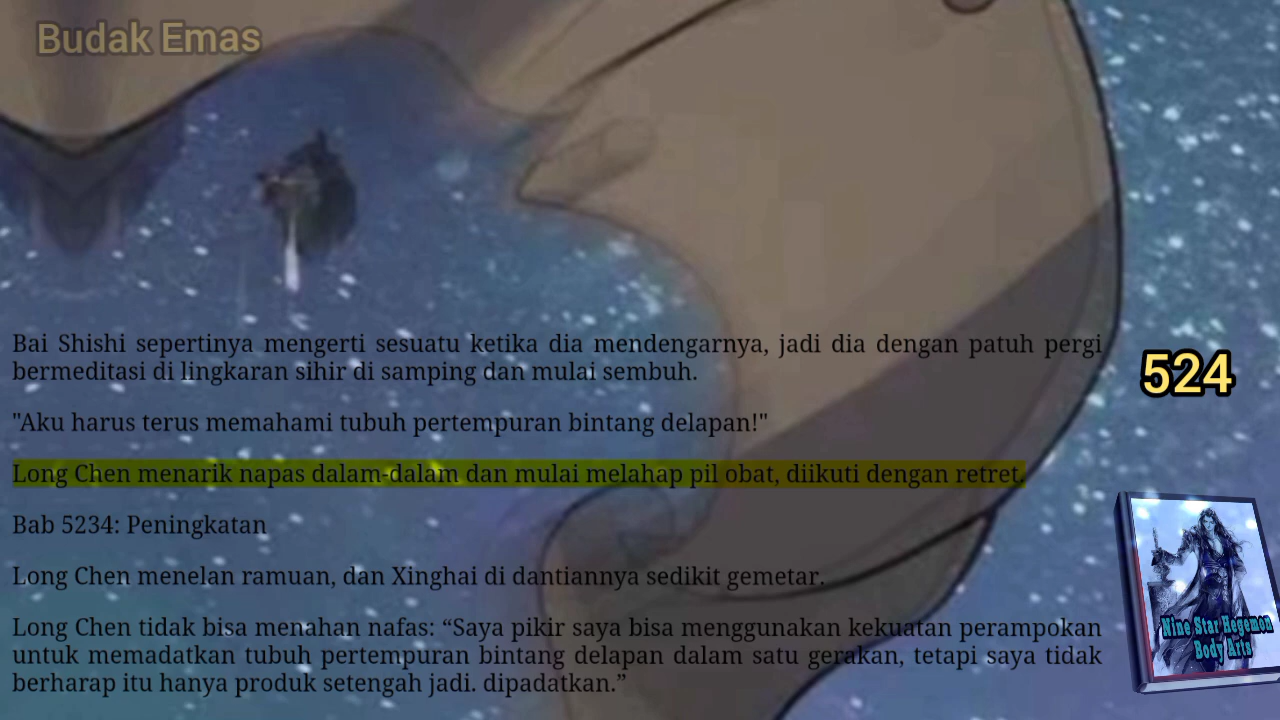 Budak Emas
Bai Shishi sepertinya mengerti sesuatu ketika dia mendengarnya, jadi dia dengan patuh pergi
bermeditasi di lingkaran sihir di samping dan mulai sembuh.
"Aku harus terus memahami tubuh pertempuran bintang delapan!"
524
Long Chen menarik napas dalam-dalam dan mulai melahap pil obat, diikuti dengan retret.
Bab 5234: Peningkatan
Long Chen menelan ramuan, dan Xinghai di dantiannya sedikit gemetar.
Long Chen tidak bisa menahan nafas: “Saya pikir saya bisa menggunakan kekuatan perampokan
untuk memadatkan tubuh pertempuran bintang delapan dalam satu gerakan, tetapi saya tidak
berharap itu hanya produk setengah jadi. dipadatkan.”
Nine Star Hegemon
Body Arts